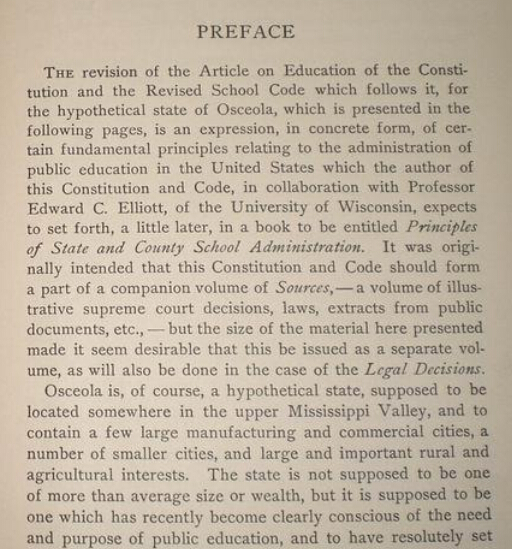 PREFACE
The revision of the Article on Education of the Consti-
tution and the Revised School Code which follows it, for
the hypothetical state of Osceola, which is presented in the
following pages, is an expression, in concrete form, of cer-
tain fundamental principles relating to the administration of
public education in the United States which the author of
this Constitution and Code, in collaboration with Professor
Edward C. Elliott, of the University of Wisconsin, expects
to set forth, a little later, in a book to be entitled Principles
of State and County School Administration. It was origi-
nally intended that this Constitution and Code should form
a part of a companion volume of Sources,—a volume of illus-
trative supreme court decisions, laws, extracts from public
documents, etc.,—but the size of the material here presented
made it seem desirable that this be issued as a separate vol-
ume, as will also be done in the case of the Legal Decisions.
Osceola is, of course, a hypothetical state, supposed to be
located somewhere in the upper Mississippi Valley, and to
contain a few large manufacturing and commercial cities, a
number of smaller cities, and large and important rural and
agricultural interests. The state is not supposed to be one
of more than average size or wealth, but it is supposed to be
one which has recently become clearly conscious of the need
and purpose of public education, and to have resolutely set